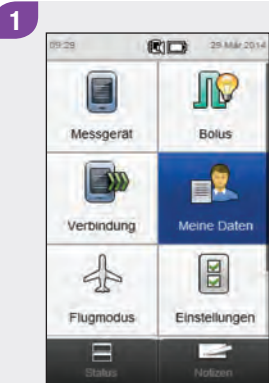 1
09:29 29 Mär 2014
Messgerät Bolus
Verbindung Meine Daten
Flugmodus Einstellungen
Status Notizen